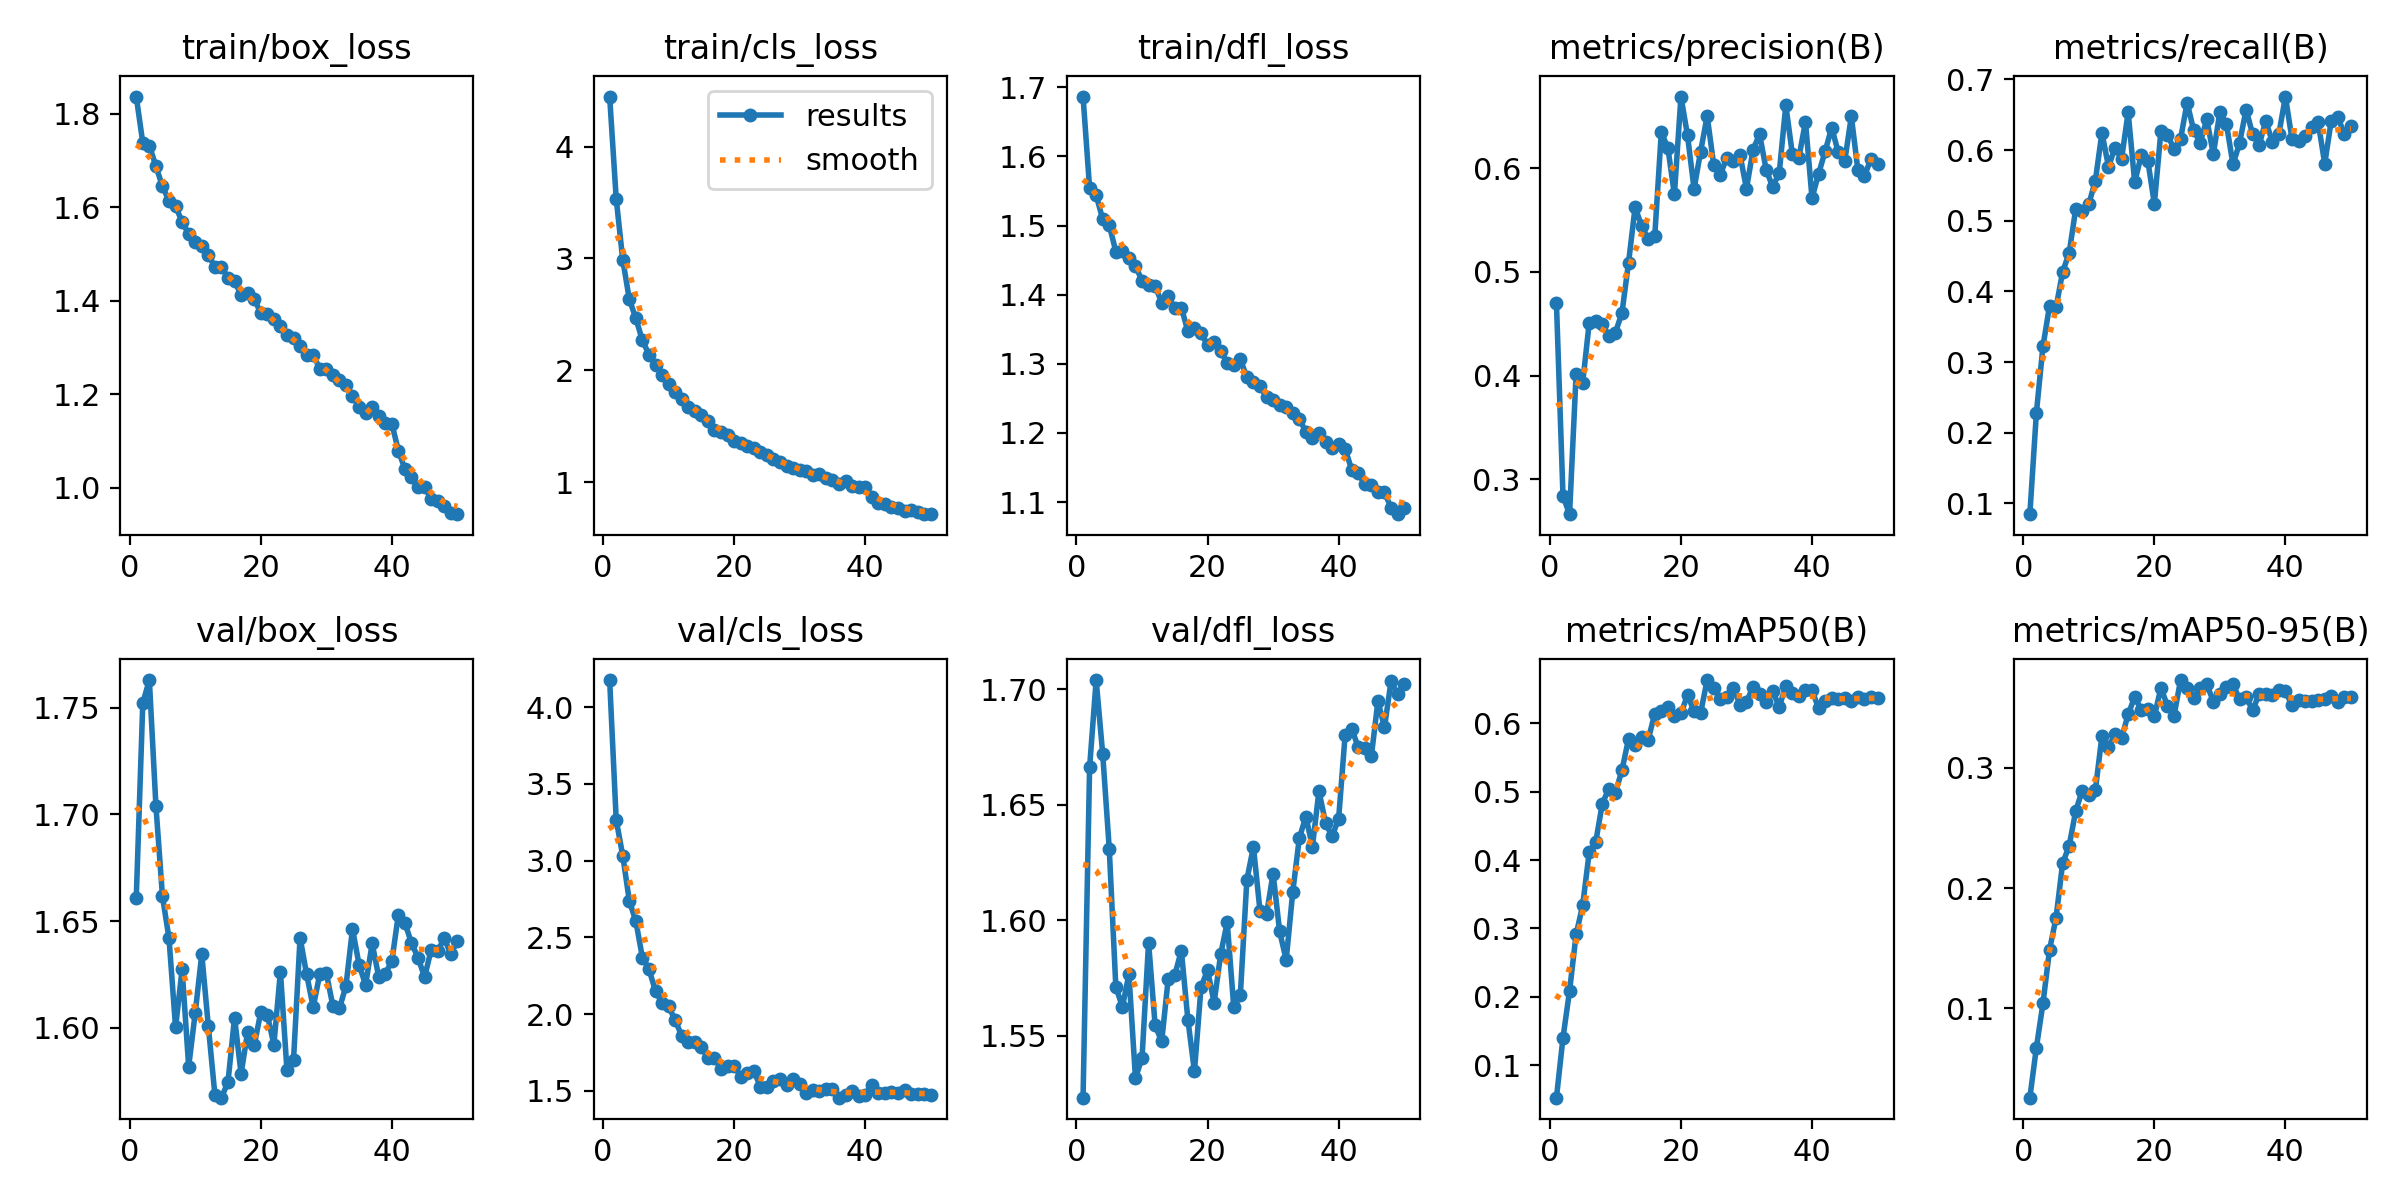 train/box_loss
1.8
1.6
1.4
1.2
1.0
0 20 40
train/cls_loss
results
smooth
4
3
2
1
0 20 40
train/dfl_loss
1.7
1.6
1.5
1.4
1.3
1.2
1.1
0 20 40
metrics/precision(B)
0.6
0.5
0.4
0.3
0 20 40
metrics/recall(B)
0.7
0.6
0.5
0.4
0.3
0.2
0.1
0 20 40
val/box_loss
1.75
1.70
1.65
1.60
0 20 40
val/cls_loss
4.0
3.5
3.0
2.5
2.0
1.5
0 20 40
val/dfl_loss
1.70
1.65
1.60
1.55
0 20 40
metrics/mAP50(B)
0.6
0.5
0.4
0.3
0.2
0.1
0 20 40
metrics/mAP50-95(B)
0.3
0.2
0.1
0 20 40